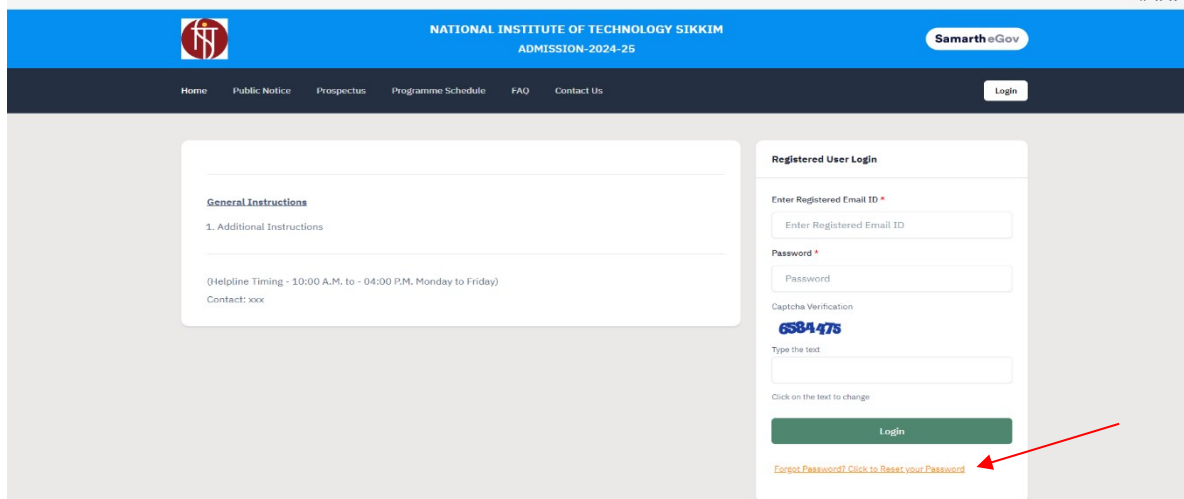 NATIONAL INSTITUTE OF TECHNOLOGY SIKKIM
ADMISSION-2024-25
Samarth eGov
Home Public Notice Prospectus Programme Schedule FAQ Contact Us Login
General Instructions
1. Additional Instructions
(Helpline Timing - 10:00 A.M. to - 04:00 P.M. Monday to Friday)
Contact: xxx
Registered User Login
Enter Registered Email ID *
Enter Registered Email ID
Password *
Password
Captcha Verification
6584475
Type the text
Click on the text to change
Login
Forgot Password? Click to Reset your Password